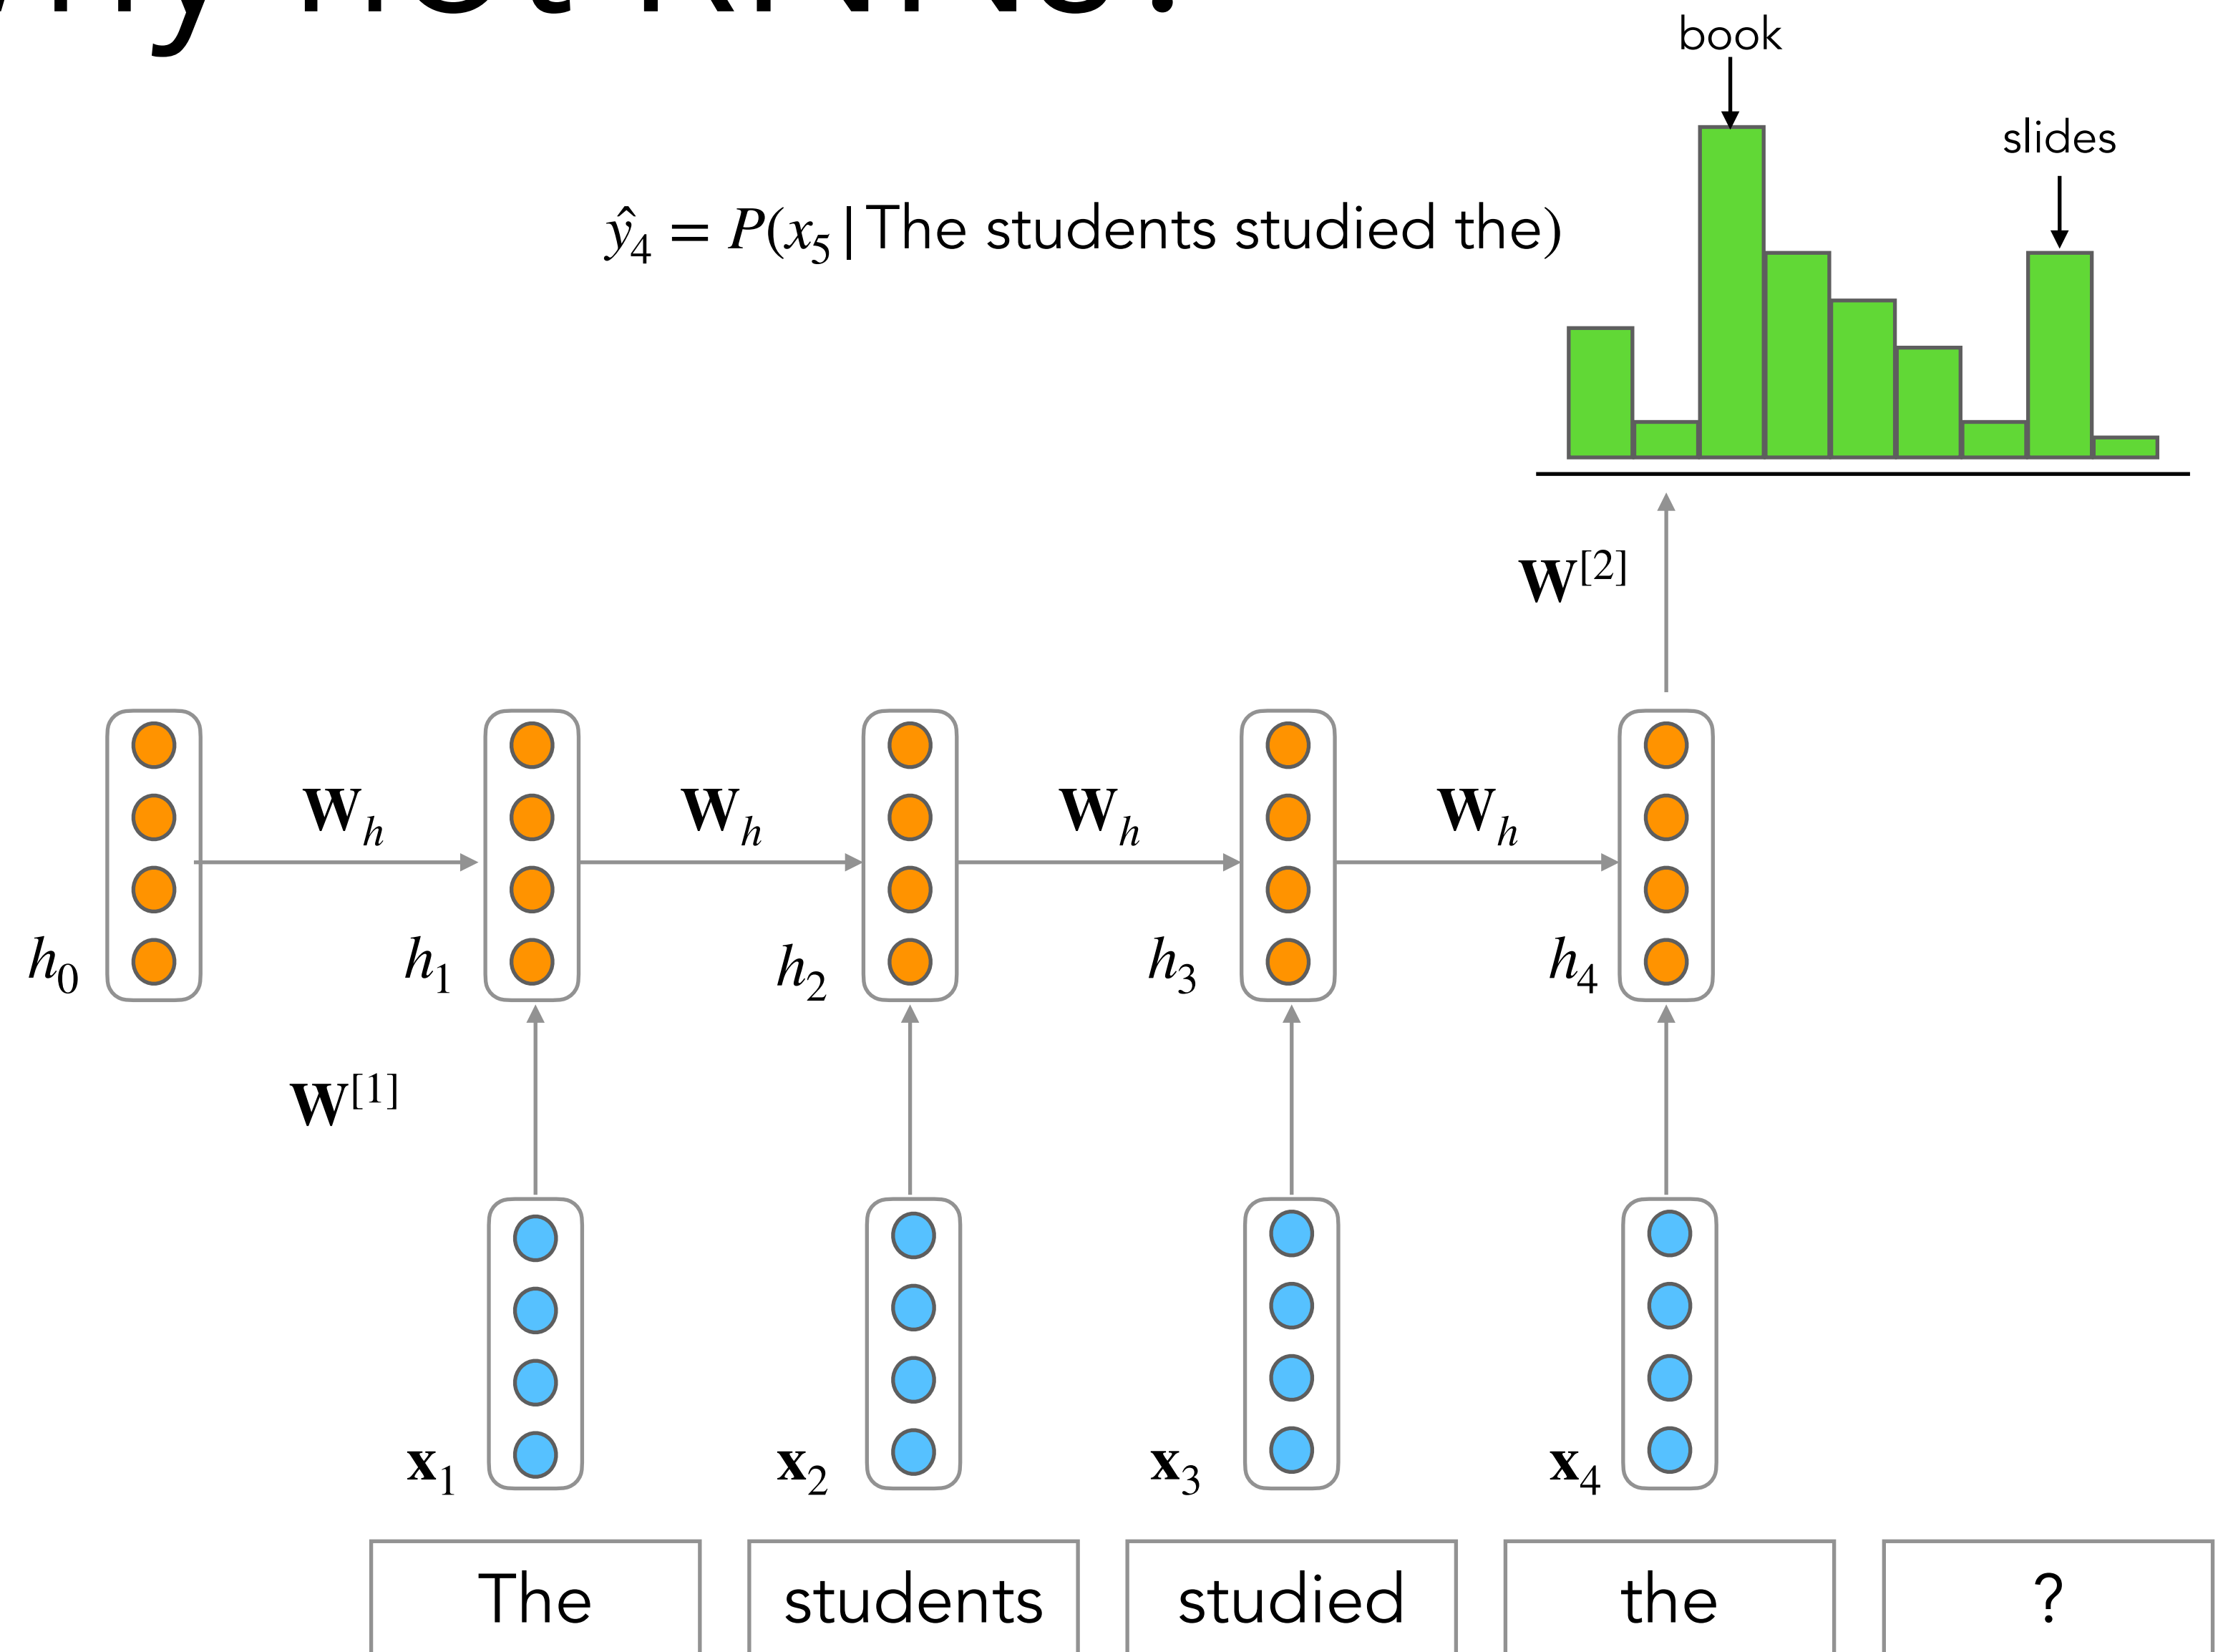 book
slides
ŷ₄ = P(x₅ | The students studied the)
W[2]
Wₕ Wₕ Wₕ Wₕ
h₀ h₁ h₂ h₃ h₄
W[1]
x₁ x₂ x₃ x₄
The students studied the ?